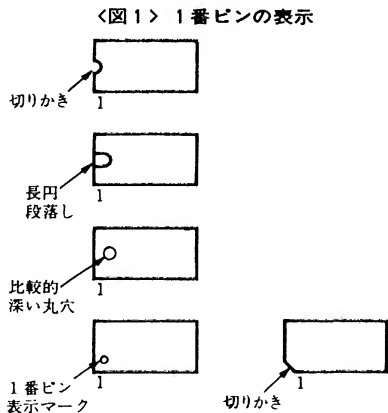 <図1> 1番ピンの表示
切りかき
1
長円
段落し
1
比較的
深い丸穴
1
1番ピン
表示マーク
1
切りかき
1